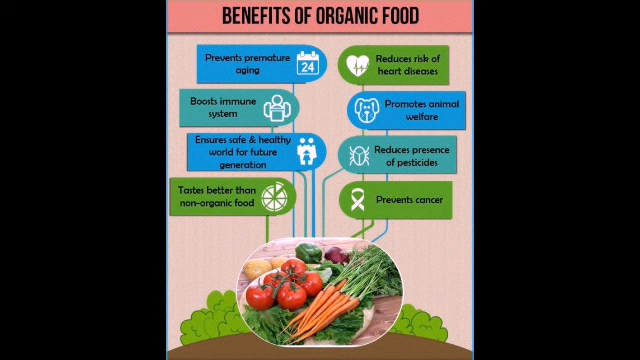 BENEFITS OF ORGANIC FOOD
Prevents premature
aging
24
Reduces risk of
heart diseases
Boosts immune
system
Promotes animal
welfare
Ensures safe & healthy
world for future
generation
Reduces presence
of pesticides
Tastes better than
non-organic food
Prevents cancer